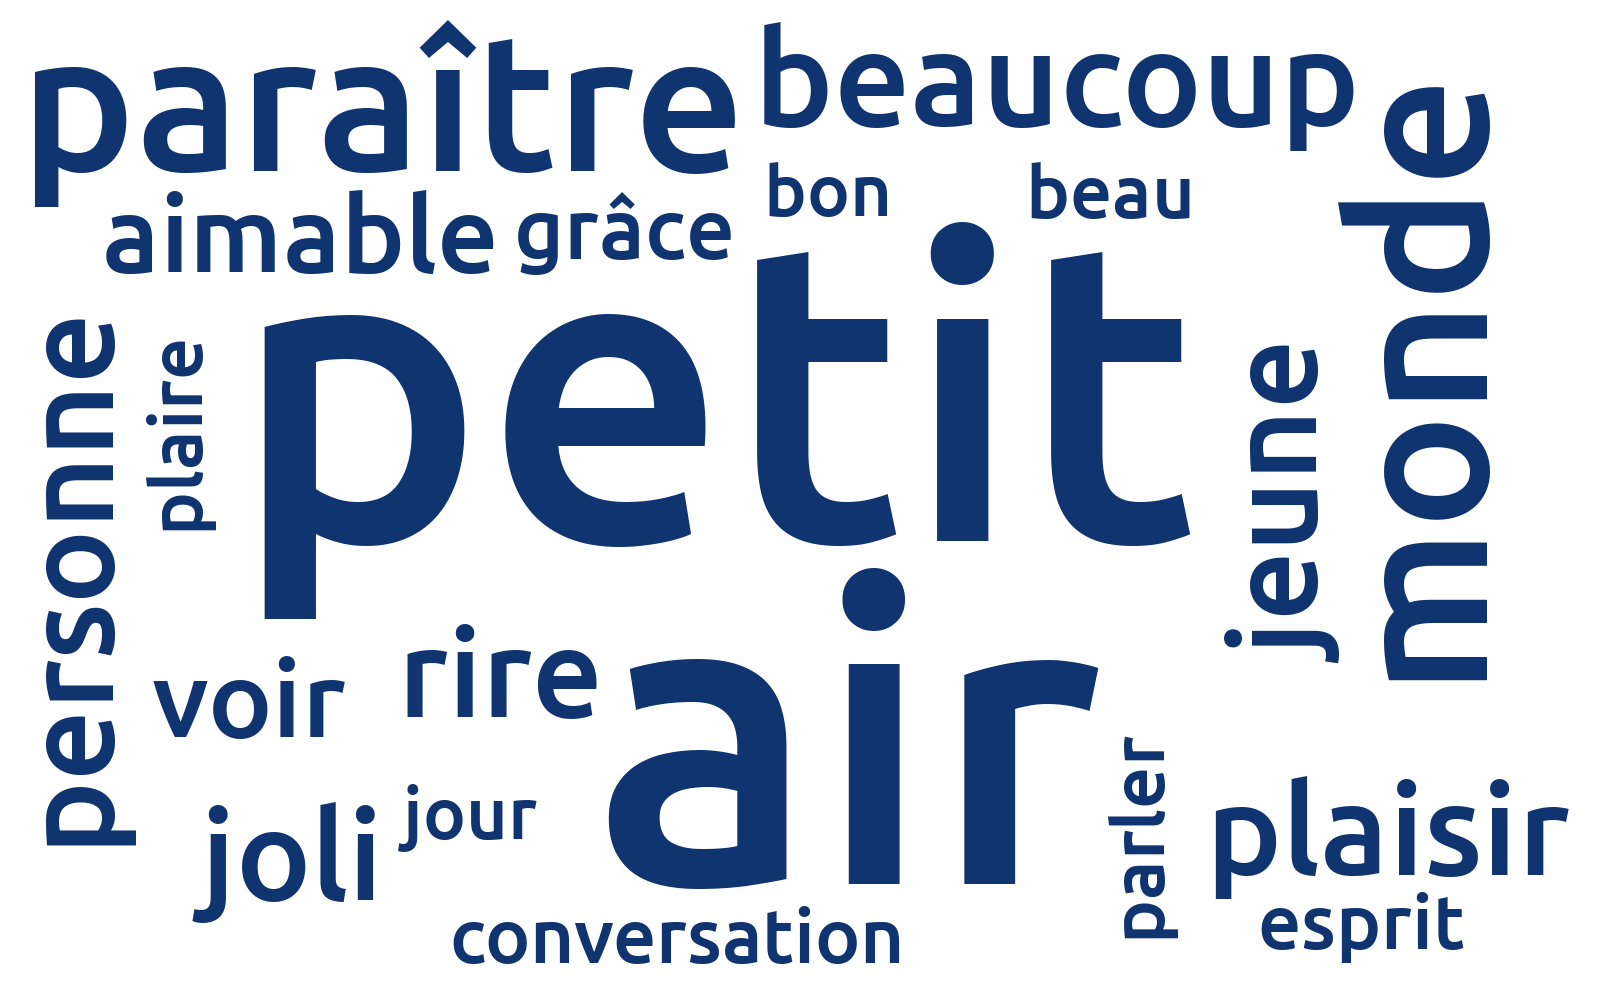 paraître
beaucoup
monde
aimable
grâce
bon
beau
petit
personne
plaire
jeune
air
rire
voir
joli
jour
parler
plaisir
esprit
conversation